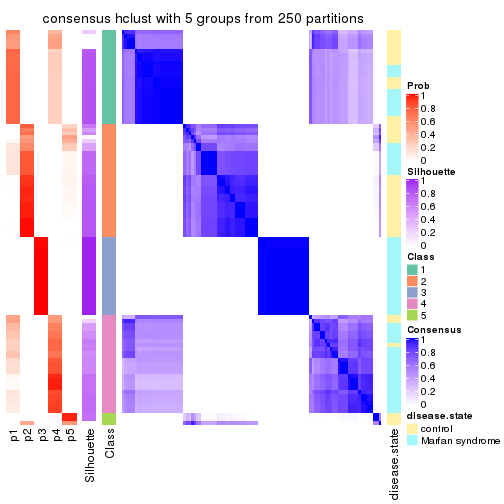 consensus hclust with 5 groups from 250 partitions
Prob
1
0.8
0.6
0.4
0.2
0
Silhouette
1
0.8
0.6
0.4
0.2
0
Class
1
2
3
4
5
Consensus
1
0.8
0.6
0.4
0.2
0
disease.state
control
Marfan syndrome
p1
p2
p3
p4
p5
Silhouette
Class
disease.state